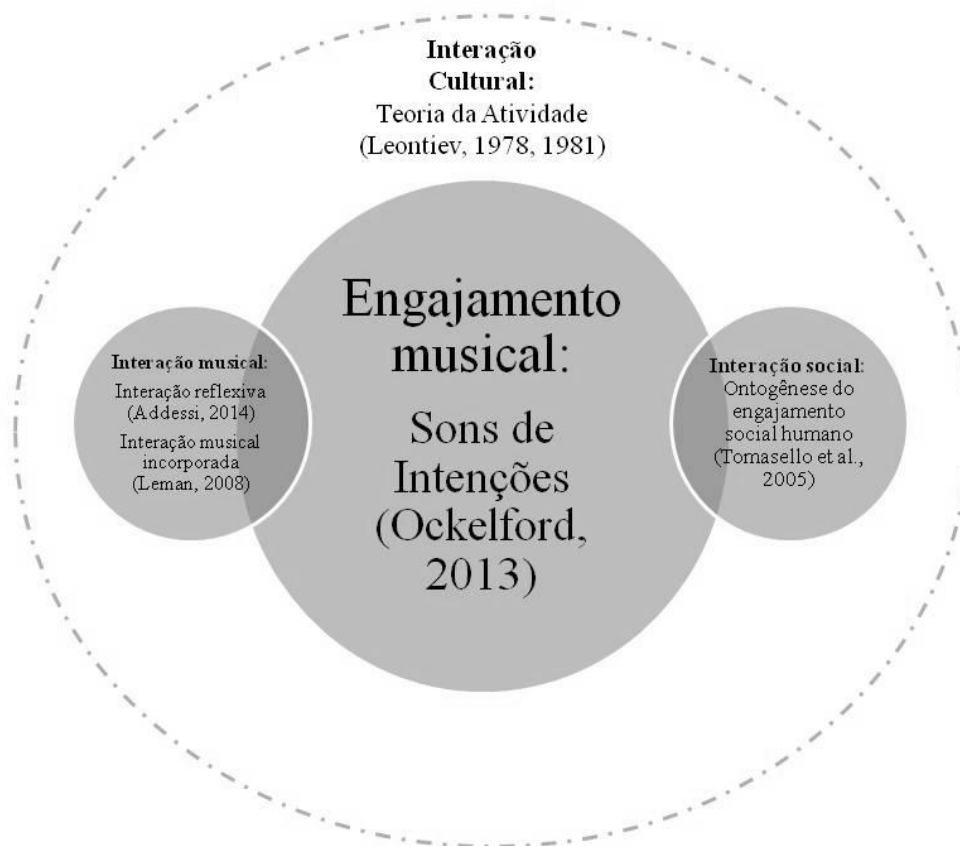 Interação
Cultural:
Teoria da Atividade
(Leontiev, 1978, 1981)
Engajamento
musical:
Sons de
Intenções
(Ockelford,
2013)
Interação musical:
Interação reflexiva
(Addessi, 2014)
Interação musical
incorporada
(Leman, 2008)
Interação social:
Ontogênese do
engajamento
social humano
(Tomasello et al.,
2005)